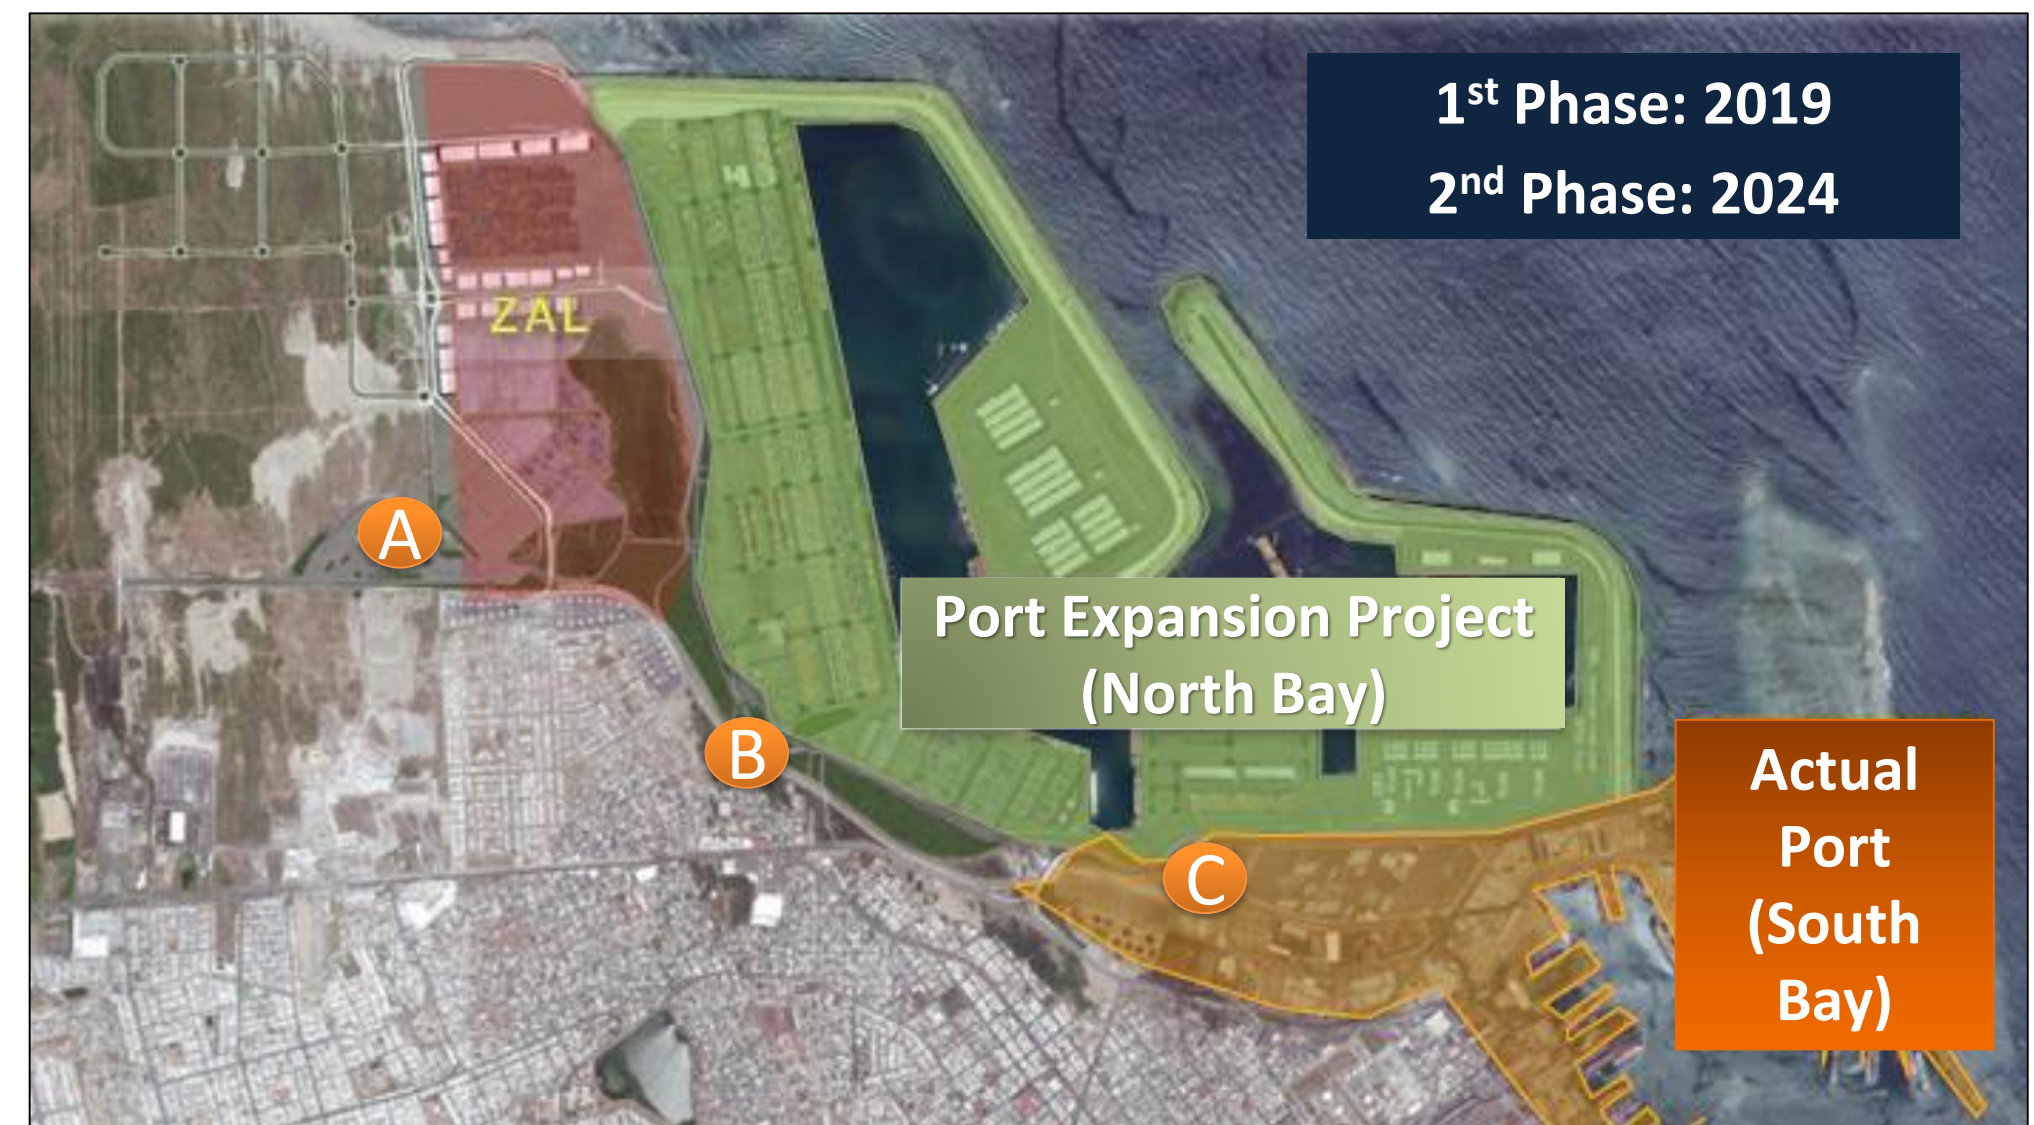 1st Phase: 2019
2nd Phase: 2024
ZAL
A
Port Expansion Project
(North Bay)
B
C
Actual
Port
(South
Bay)